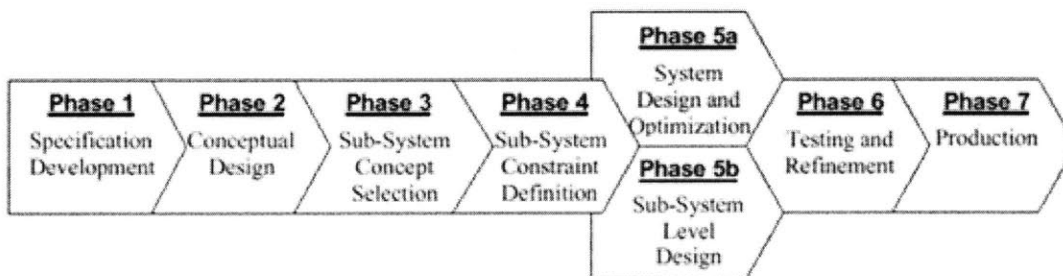 Phase 1
Specification
Development
Phase 2
Conceptual
Design
Phase 3
Sub-System
Concept
Selection
Phase 4
Sub-System
Constraint
Definition
Phase 5a
System
Design and
Optimization
Phase 5b
Sub-System
Level
Design
Phase 6
Testing and
Refinement
Phase 7
Production